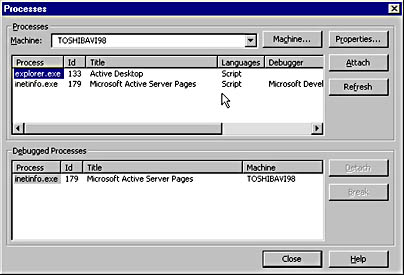 Processes
Processes
Machine: TOSHIBAVI98 Machine... Properties...
Process Id Title Languages Debugger Attach
explorer.exe 133 Active Desktop Script
inetinfo.exe 179 Microsoft Active Server Pages Script Microsoft Devel Refresh
Debugged Processes
Process Id Title Machine Detach
inetinfo.exe 179 Microsoft Active Server Pages TOSHIBAVI98
Break
Close Help